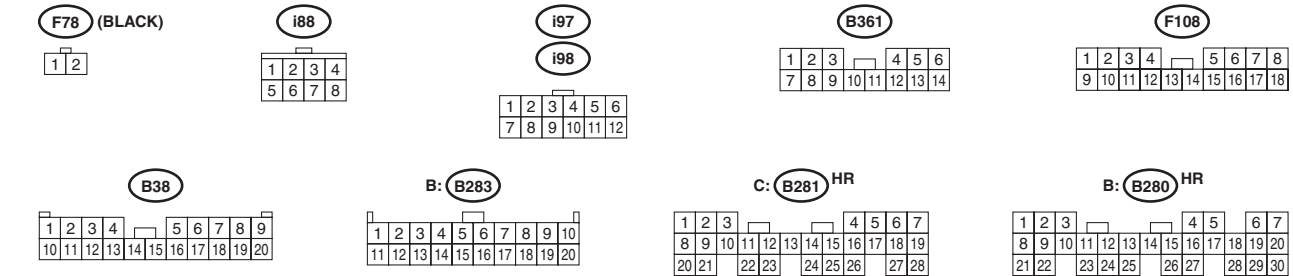 F78 (BLACK)
1 2
i88
1 2 3 4
5 6 7 8
i97
i98
1 2 3 4 5 6
7 8 9 10 11 12
B361
1 2 3 4 5 6
7 8 9 10 11 12 13 14
F108
1 2 3 4 5 6 7 8
9 10 11 12 13 14 15 16 17 18
B38
1 2 3 4 5 6 7 8 9
10 11 12 13 14 15 16 17 18 19 20
B: B283
1 2 3 4 5 6 7 8 9 10
11 12 13 14 15 16 17 18 19 20
C: B281 HR
1 2 3 4 5 6 7
8 9 10 11 12 13 14 15 16 17 18 19
20 21 22 23 24 25 26 27 28
B: B280 HR
1 2 3 4 5 6 7
8 9 10 11 12 13 14 15 16 17 18 19 20
21 22 23 24 25 26 27 28 29 30